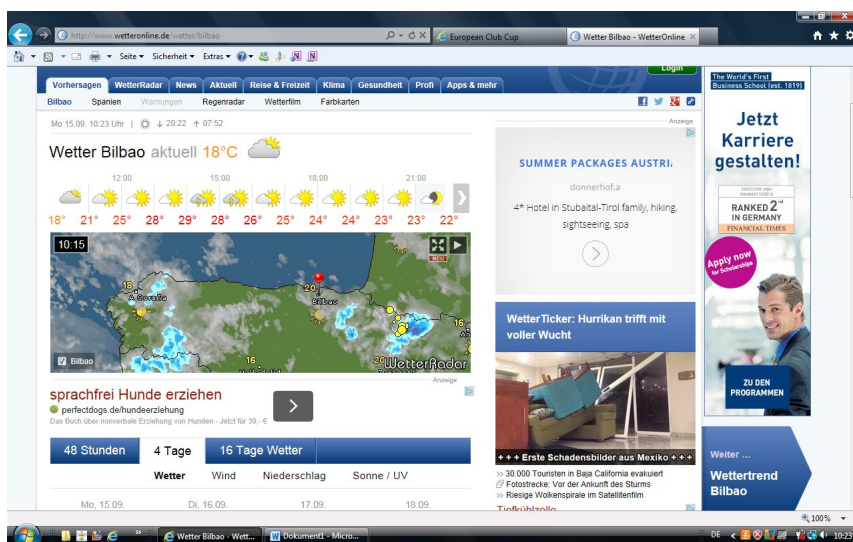 http://www.wetteronline.de/wetter/bilbao
European Club Cup
Wetter Bilbao - WetterOnline
Seite Sicherheit Extras
Login
Vorhersagen WetterRadar News Aktuell Reise & Freizeit Klima Gesundheit Profi Apps & mehr
Bilbao Spanien Warnungen Regenradar Wetterfilm Farbkarten
Mo 15.09. 10:23 Uhr | ↓ 20:22 ↑ 07:52
Anzeige
Wetter Bilbao aktuell 18°C
12:00 15:00 18:00 21:00
18° 21° 25° 28° 29° 28° 26° 25° 24° 24° 23° 23° 22°
10:15
NEU
18
A Coruña
20
Bilbao
16
16
20
WetterRadar
Bilbao
Anzeige
sprachfrei Hunde erziehen
perfectdogs.de/hundeerziehung
Das Buch über nonverbale Erziehung von Hunden - Jetzt für 39,- €
48 Stunden 4 Tage 16 Tage Wetter
Wetter Wind Niederschlag Sonne / UV
Mo, 15.09. Di, 16.09. 17.09. 18.09.
SUMMER PACKAGES AUSTRI
donnerhof.a
4* Hotel in Stubaital-Tirol family, hiking,
sightseeing, spa
WetterTicker: Hurrikan trifft mit
voller Wucht
+ + + Erste Schadensbilder aus Mexiko + + +
>> 30.000 Touristen in Baja California evakuiert
Fotostrecke: Vor der Ankunft des Sturms
>> Riesige Wolkenspirale im Satellitenfilm
Tiefkühlzelle
The World's First
Business School (est. 1819)
Jetzt
Karriere
gestalten!
RANKED 2nd
IN GERMANY
FINANCIAL TIMES
Apply now
for Scholarships
ZU DEN
PROGRAMMEN
Weiter ...
Wettertrend
Bilbao
100%
Wetter Bilbao - Wett...
Dokument1 - Micro...
DE
10:23